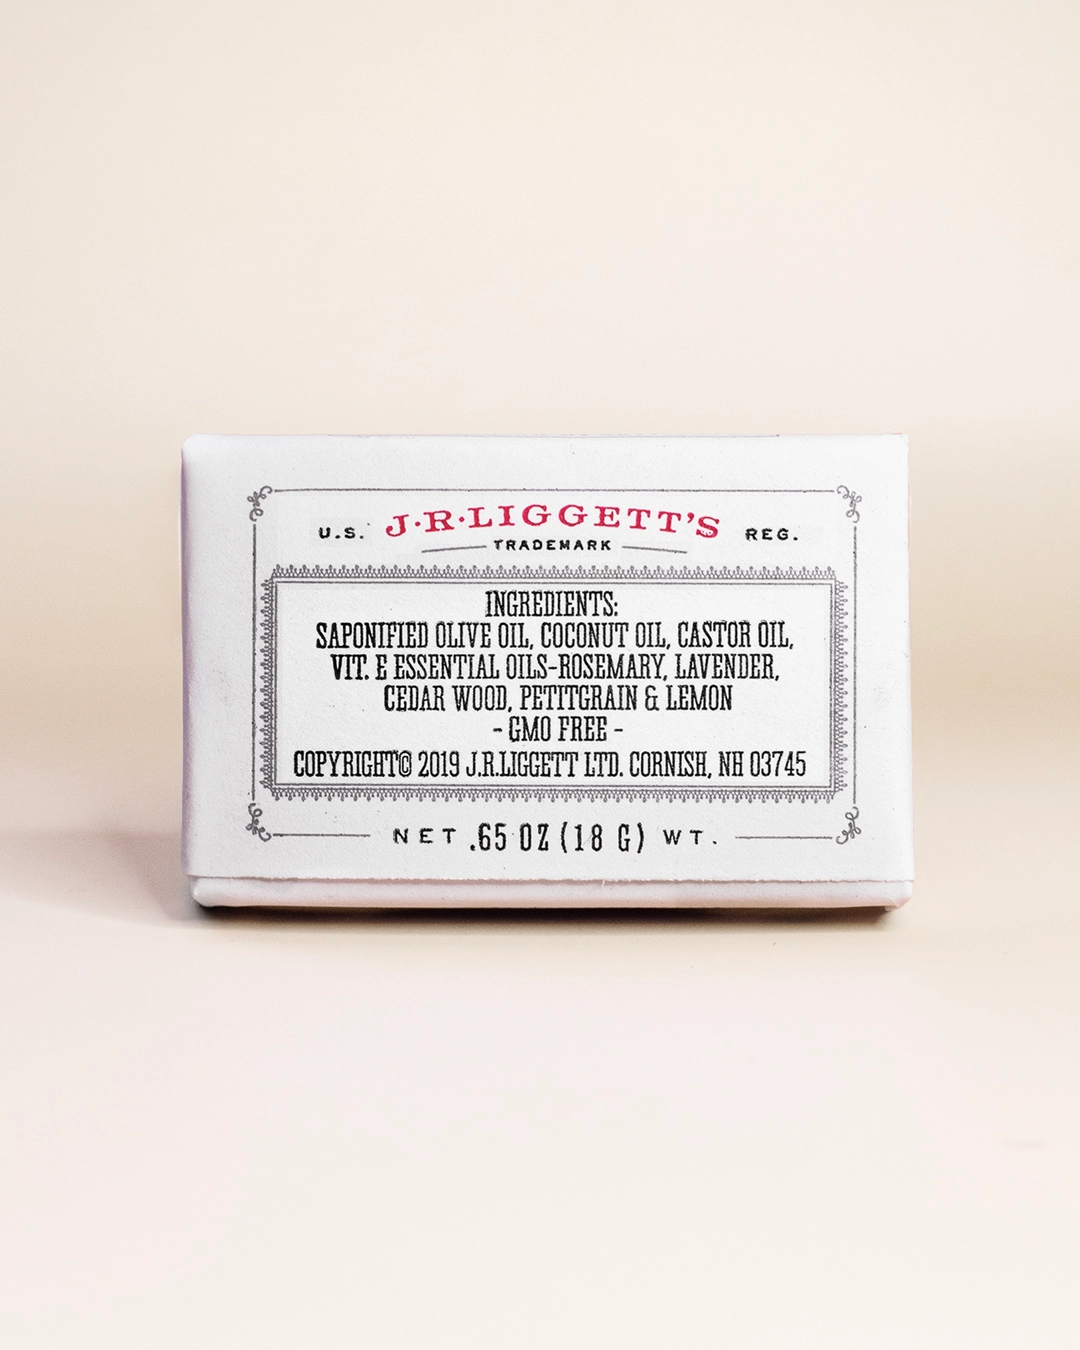 U.S. J·R·LIGGETT'S REG.
TRADEMARK
INGREDIENTS:
SAPONIFIED OLIVE OIL, COCONUT OIL, CASTOR OIL,
VIT. E ESSENTIAL OILS-ROSEMARY, LAVENDER,
CEDAR WOOD, PETITGRAIN & LEMON
- GMO FREE -
COPYRIGHT© 2019 J.R.LIGGETT LTD. CORNISH, NH 03745
NET .65 OZ (18 G) WT.